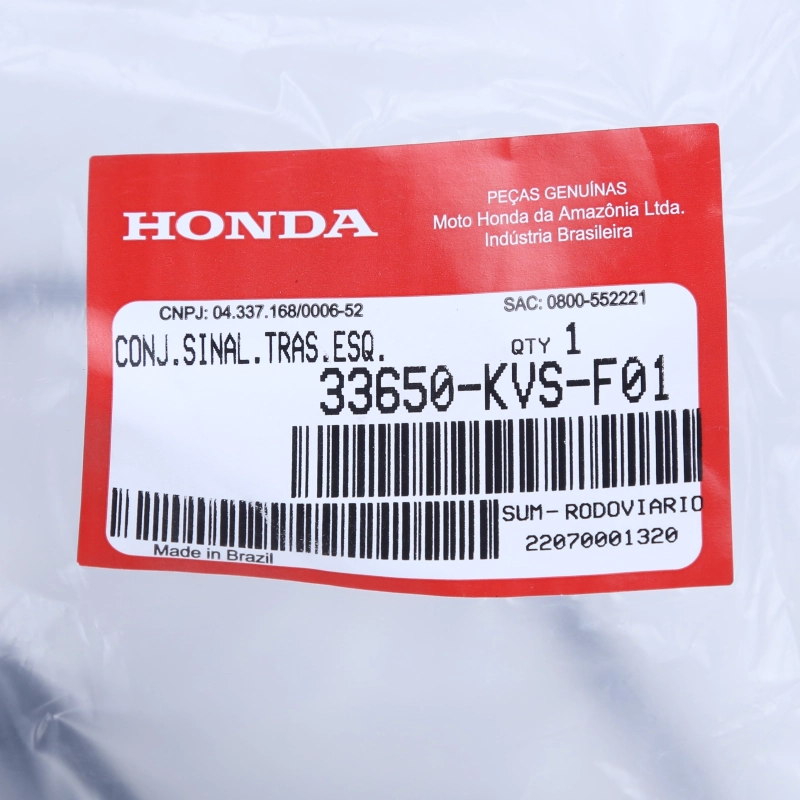 HONDA
PEÇAS GENUÍNAS
Moto Honda da Amazônia Ltda.
Indústria Brasileira
CNPJ: 04.337.168/0006-52
SAC: 0800-552221
CONJ.SINAL.TRAS.ESQ.
QTY 1
33650-KVS-F01
SUM-RODOVIARIO
22070001320
Made in Brazil